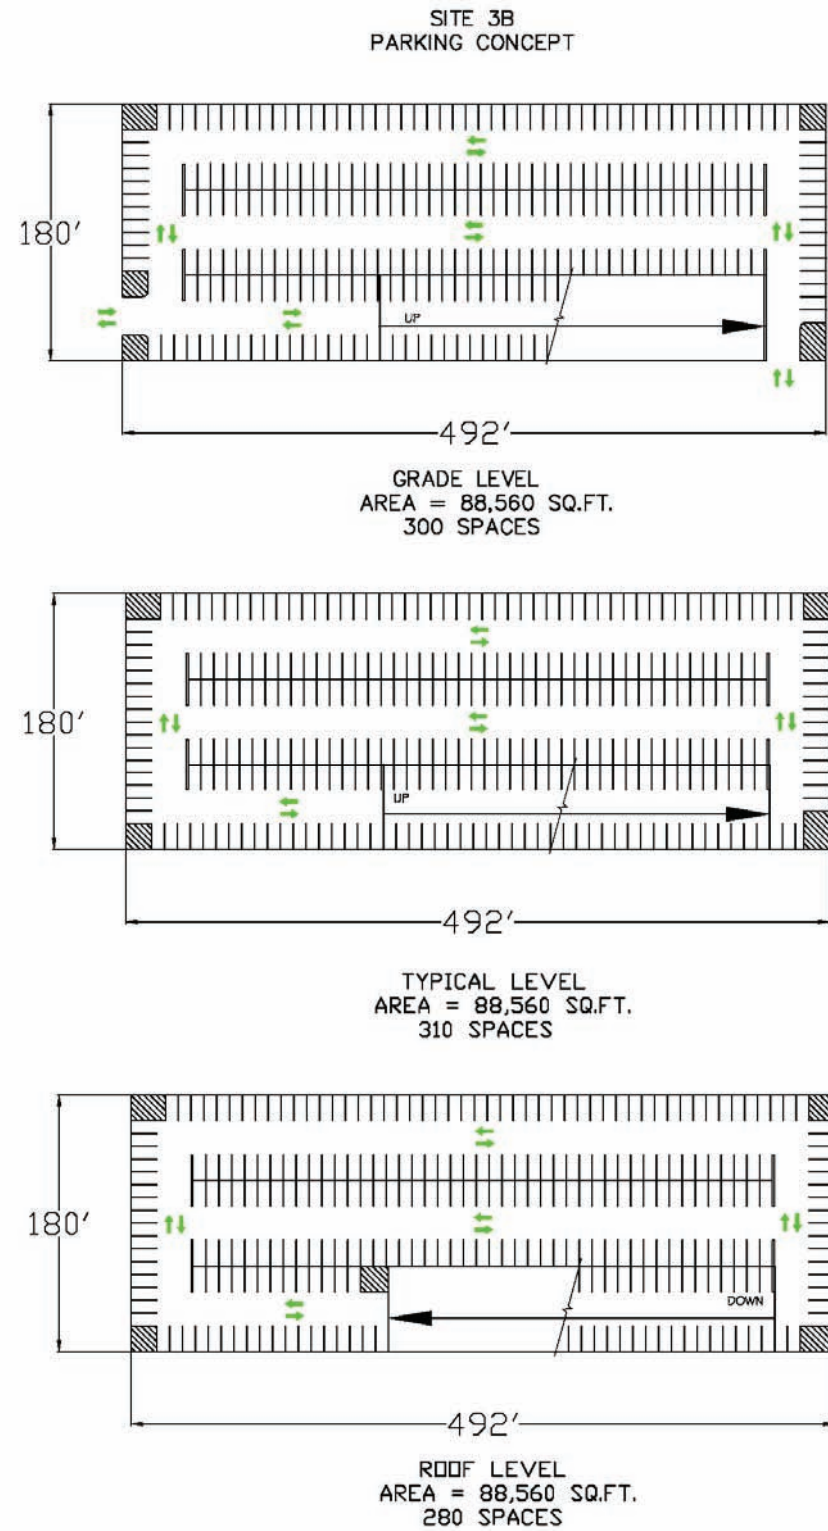 SITE 3B
PARKING CONCEPT
180'
UP
492'
GRADE LEVEL
AREA = 88,560 SQ.FT.
300 SPACES
180'
UP
492'
TYPICAL LEVEL
AREA = 88,560 SQ.FT.
310 SPACES
180'
DOWN
492'
ROOF LEVEL
AREA = 88,560 SQ.FT.
280 SPACES